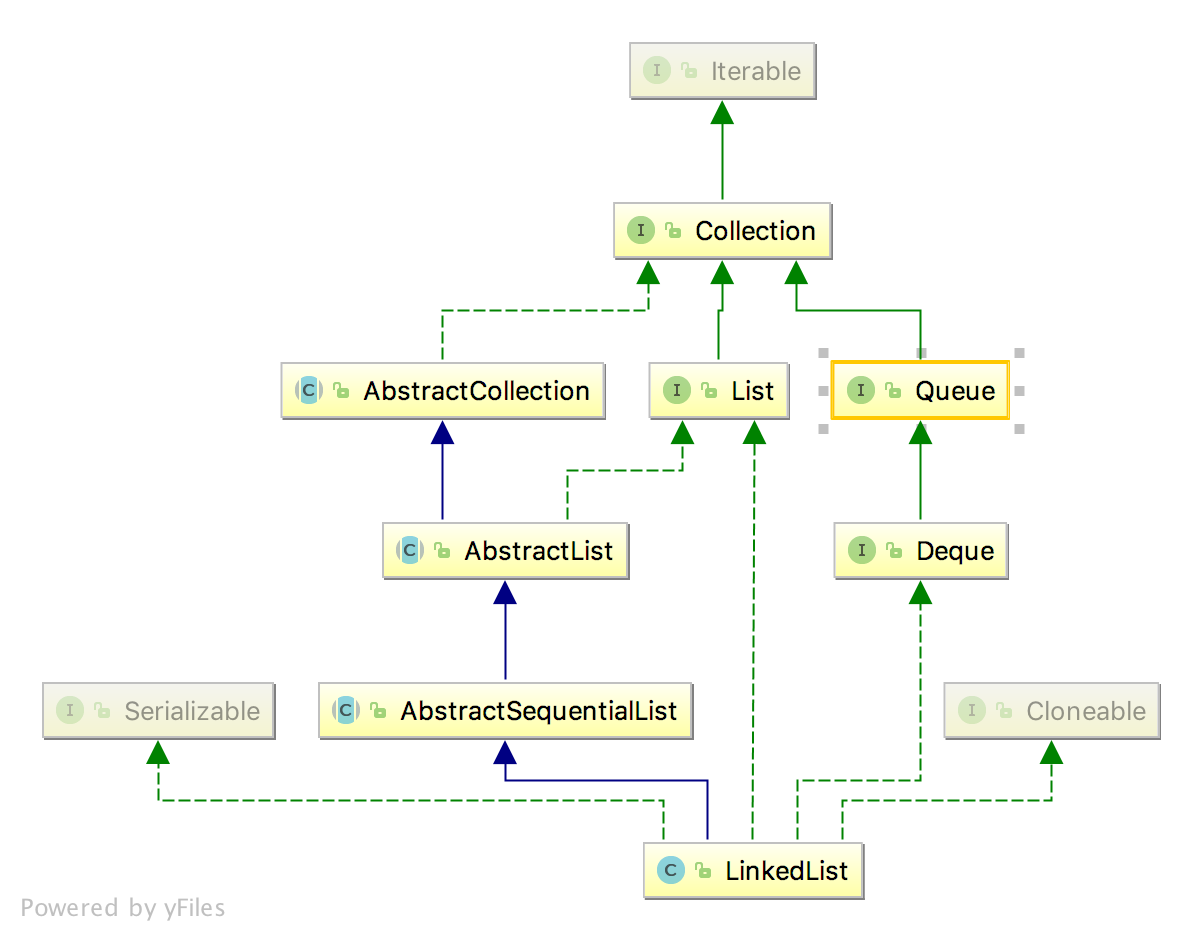 I Iterable
I Collection
C AbstractCollection
I List
I Queue
C AbstractList
I Deque
I Serializable
C AbstractSequentialList
I Cloneable
C LinkedList
Powered by yFiles